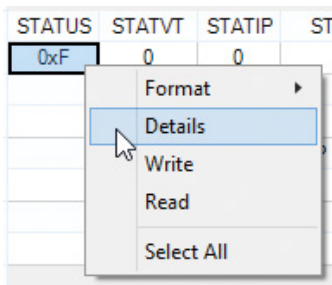 STATUS STATVT STATIP ST
0xF 0 0
Format
Details
Write
Read
Select All